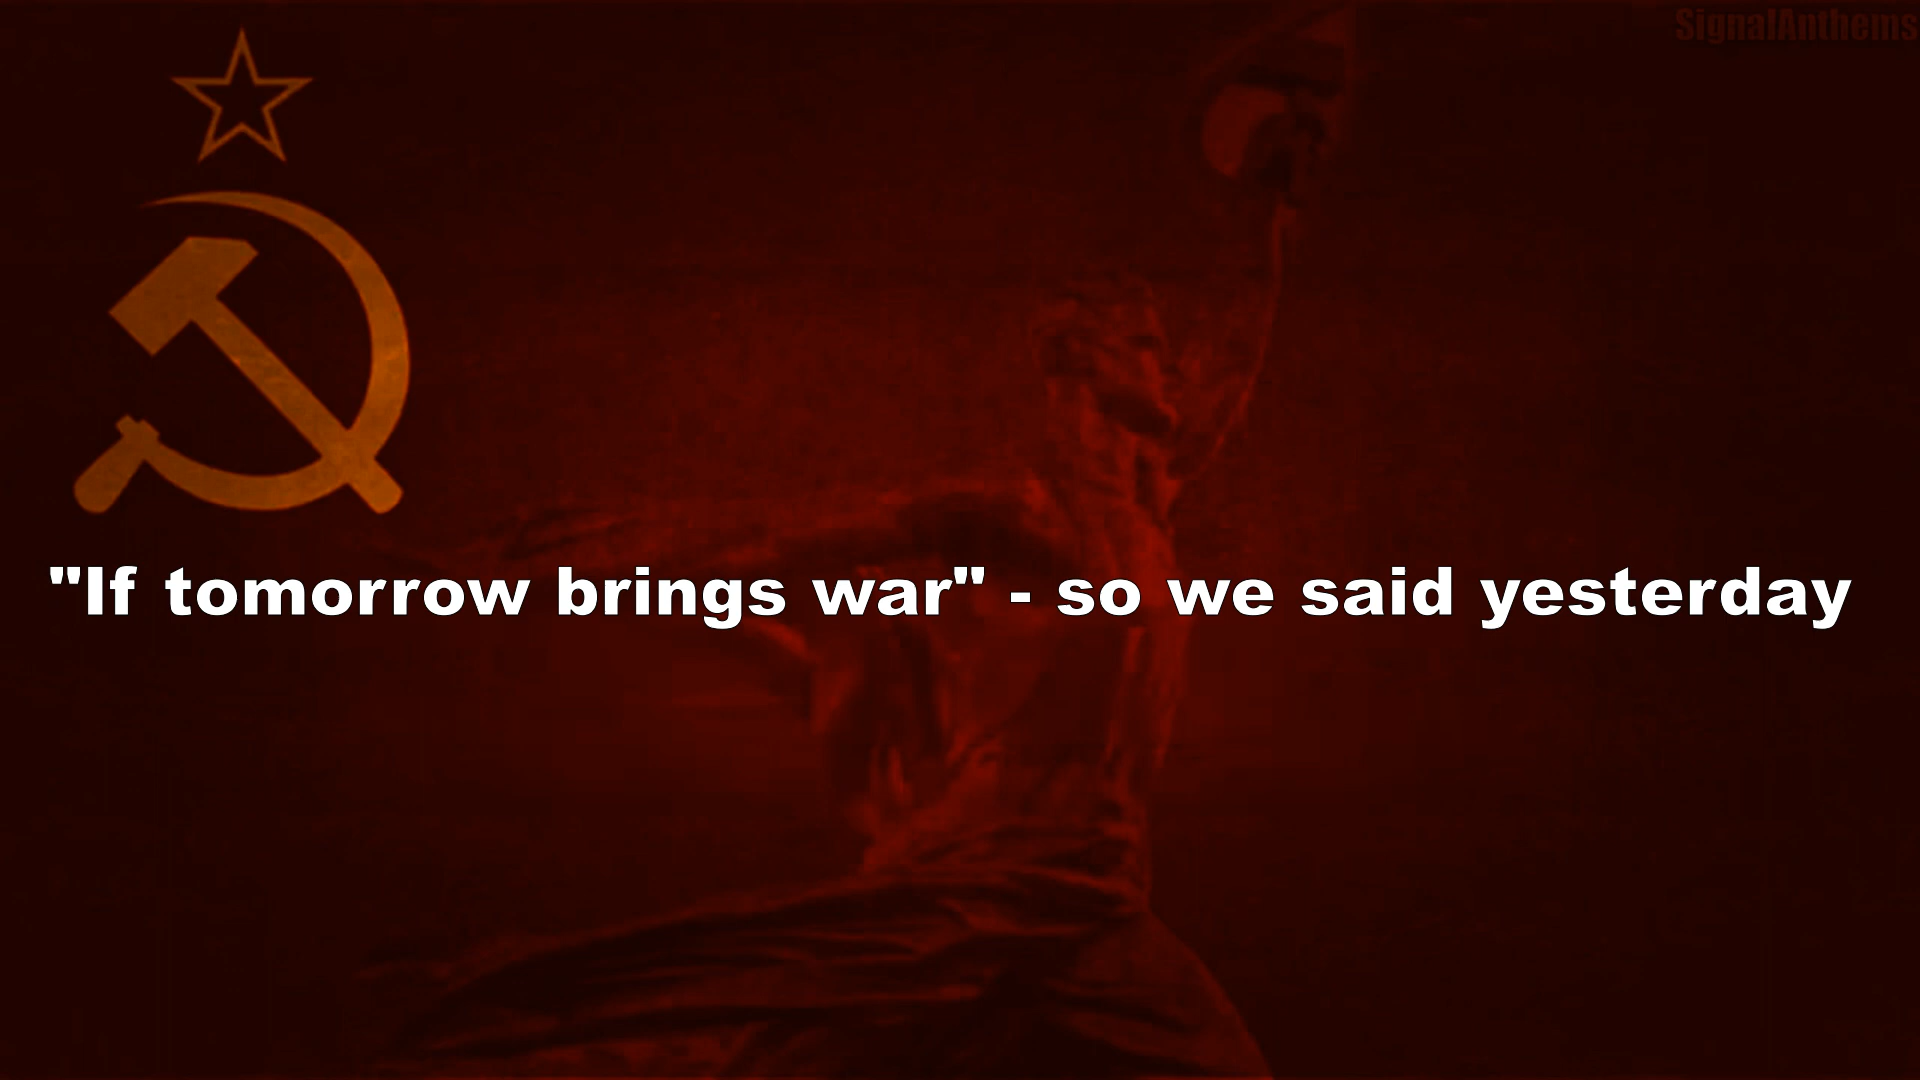 SignalAnthems
"If tomorrow brings war" - so we said yesterday